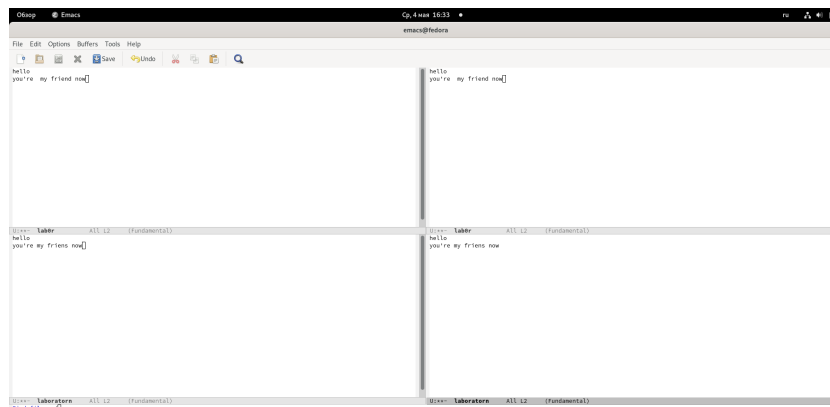 Обзор Emacs Ср, 4 мая 16:33 ru
emacs@fedora
File Edit Options Buffers Tools Help
Save Undo
hello
you're  my friend now
hello
you're  my friend now
U:**- lab0r All L2 (Fundamental)
U:**- lab0r All L2 (Fundamental)
hello
you're my friens now
hello
you're my friens now
U:**- laboratorn All L2 (Fundamental)
U:**- laboratorn All L2 (Fundamental)